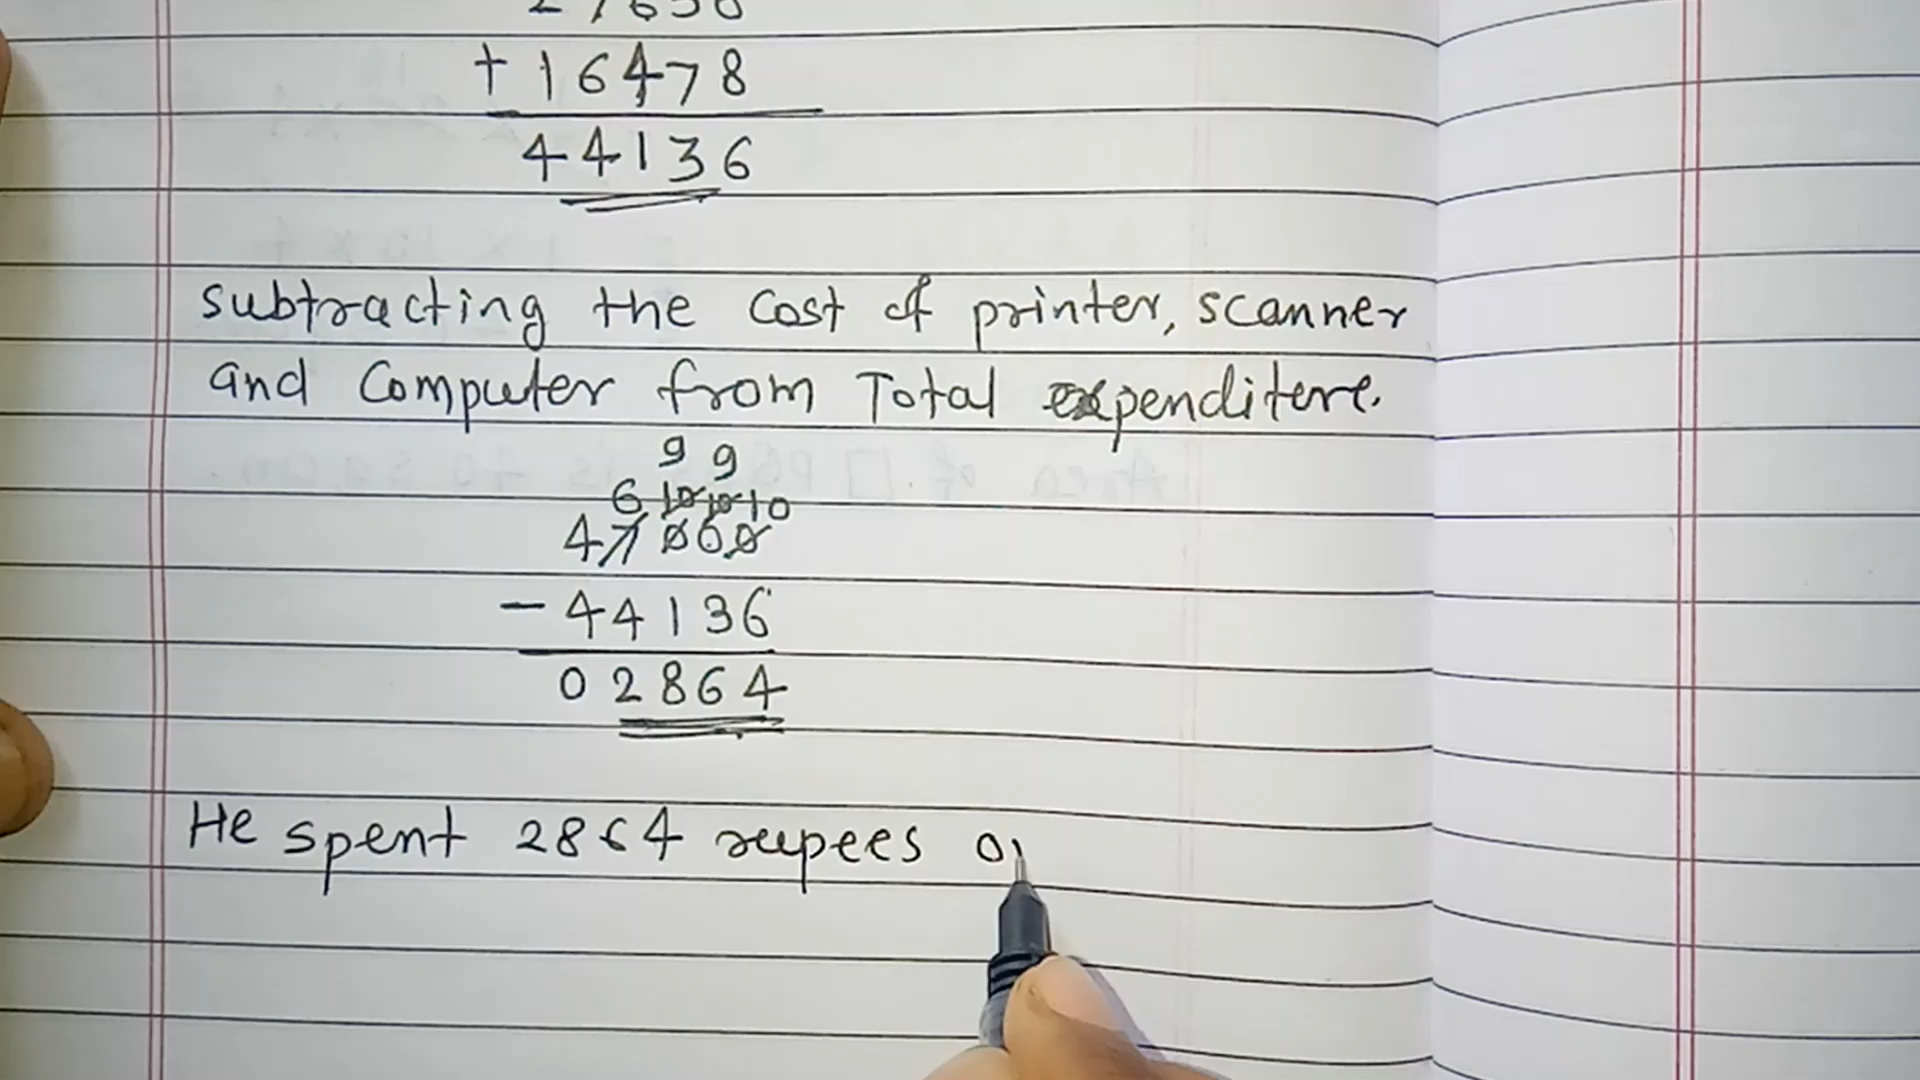 + 16478
44136
subtracting the cost of printer, scanner
and Computer from Total expenditere.
9 9
6 10 10 10
47000
- 44136
02864
He spent 2864 rupees